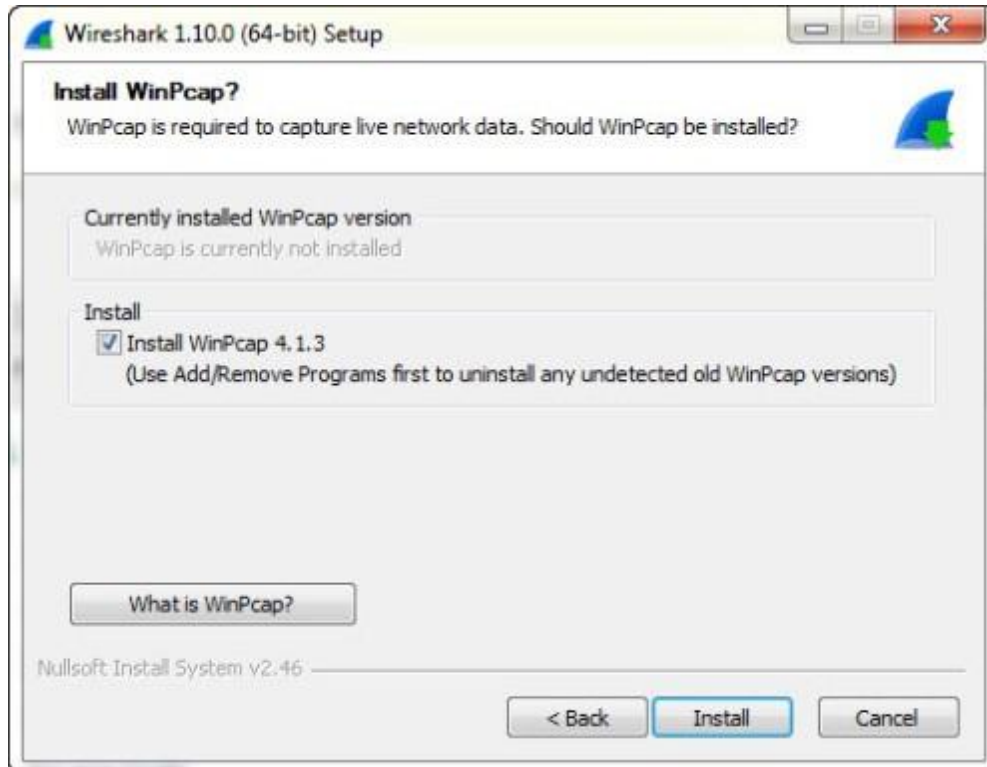 Wireshark 1.10.0 (64-bit) Setup
Install WinPcap?
WinPcap is required to capture live network data. Should WinPcap be installed?
Currently installed WinPcap version
WinPcap is currently not installed
Install
Install WinPcap 4.1.3
(Use Add/Remove Programs first to uninstall any undetected old WinPcap versions)
What is WinPcap?
Nullsoft Install System v2.46
< Back
Install
Cancel